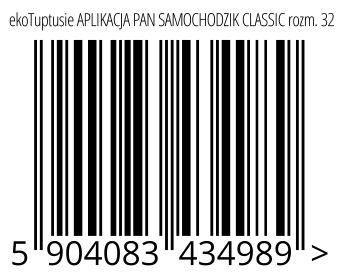 ekoTuptusie APLIKACJA PAN SAMOCHODZIK CLASSIC rozm. 32
5 904083 434989 >